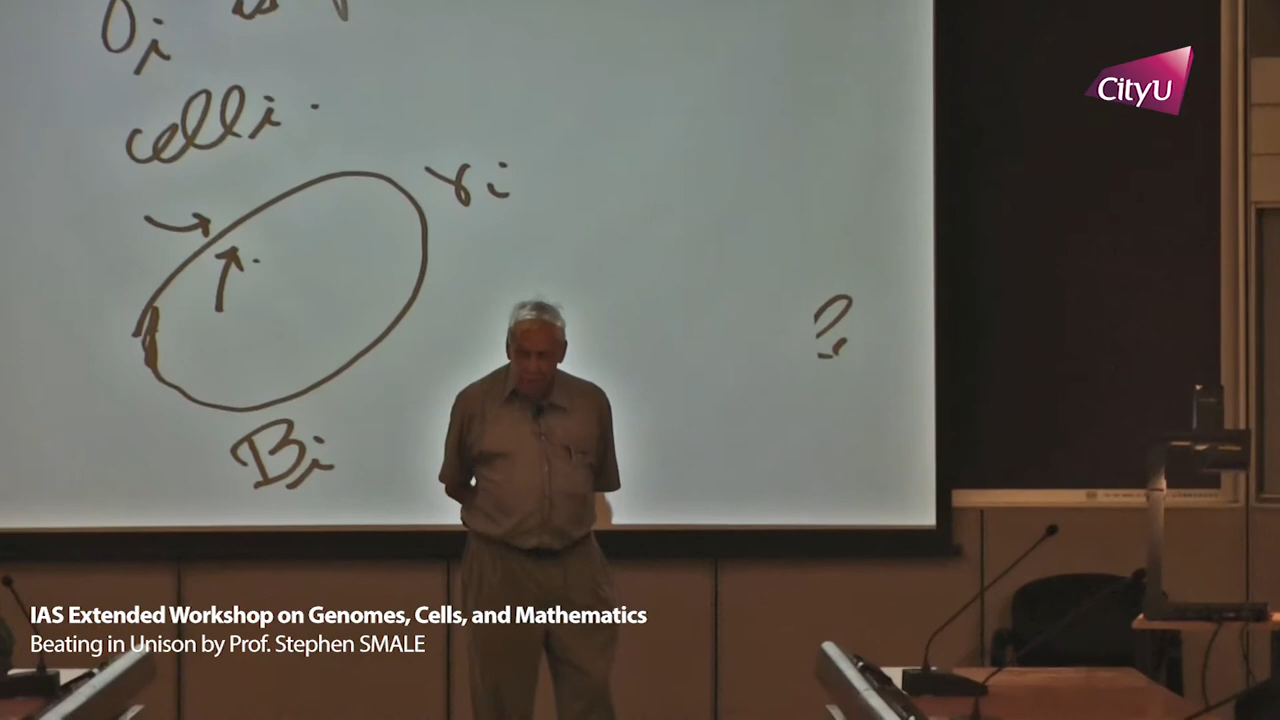 is
cell i.
γi
?
Bi
CityU
IAS Extended Workshop on Genomes, Cells, and Mathematics
Beating in Unison by Prof. Stephen SMALE